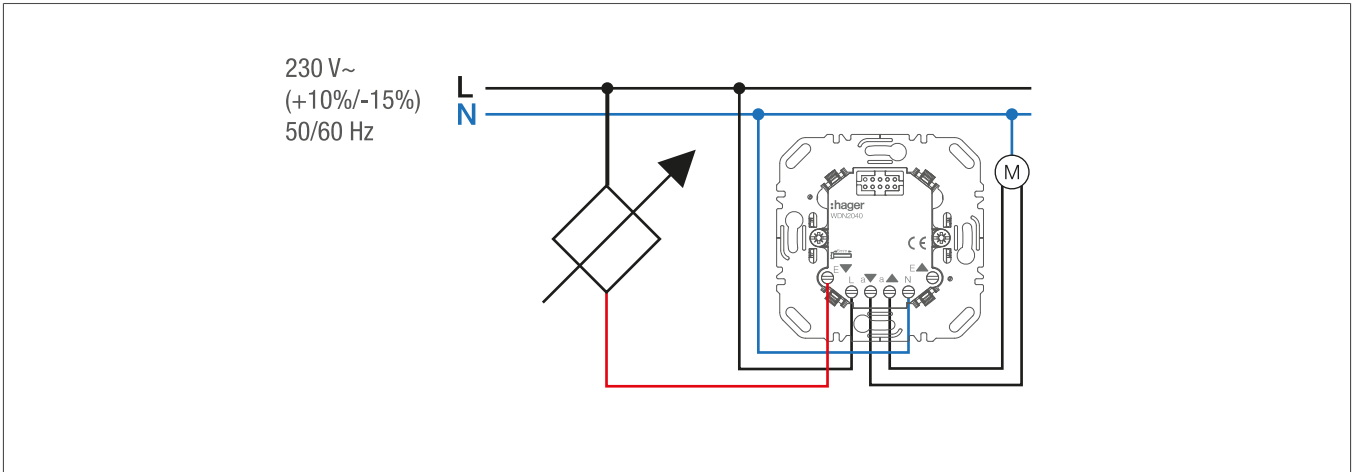 230 V~
(+10%/-15%)
50/60 Hz
L
N
M
:hager
WDN2040
CE
E▼
E▲
L a▼ a▲ N